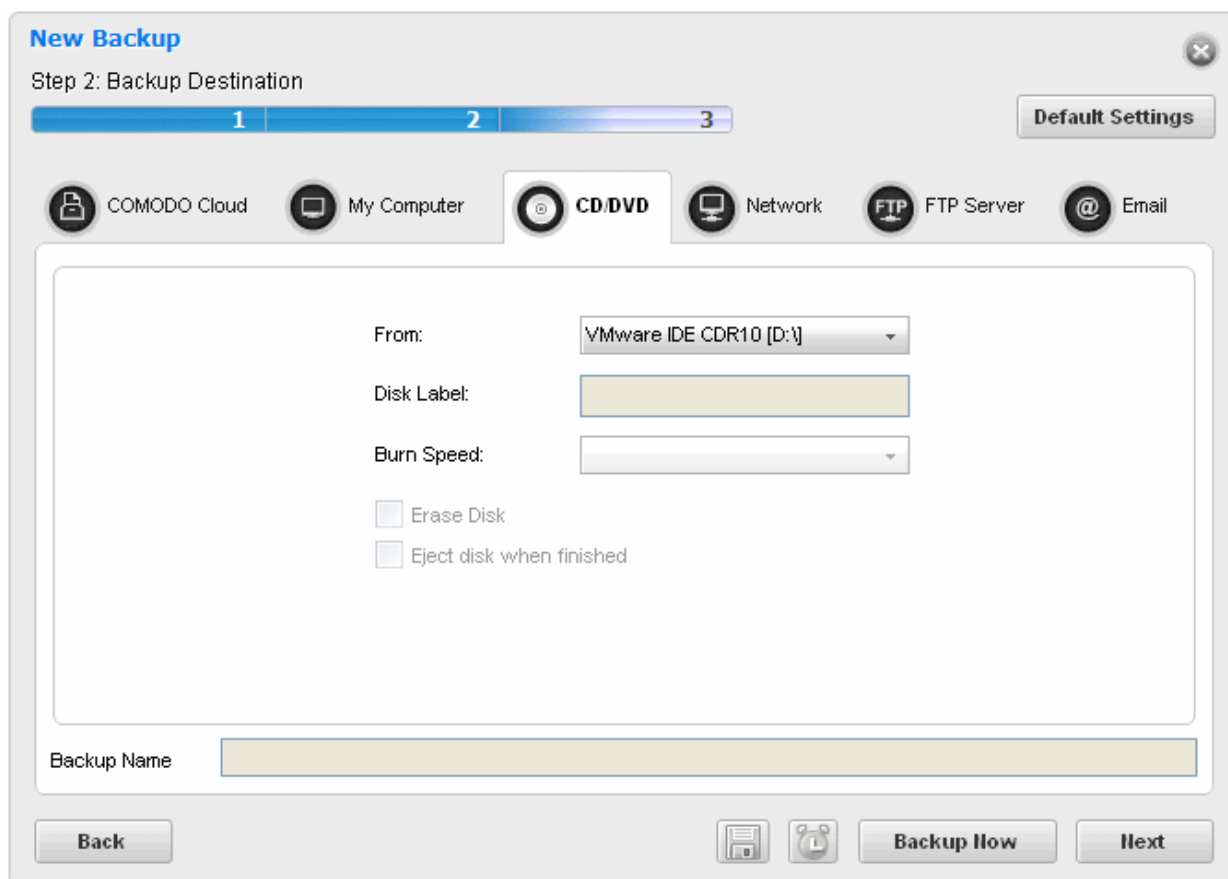 New Backup
Step 2: Backup Destination
1 2 3
Default Settings
COMODO Cloud
My Computer
CD/DVD
Network
FTP FTP Server
@ Email
From: VMware IDE CDR10 [D:\]
Disk Label:
Burn Speed:
Erase Disk
Eject disk when finished
Backup Name
Back
Backup Now
Next